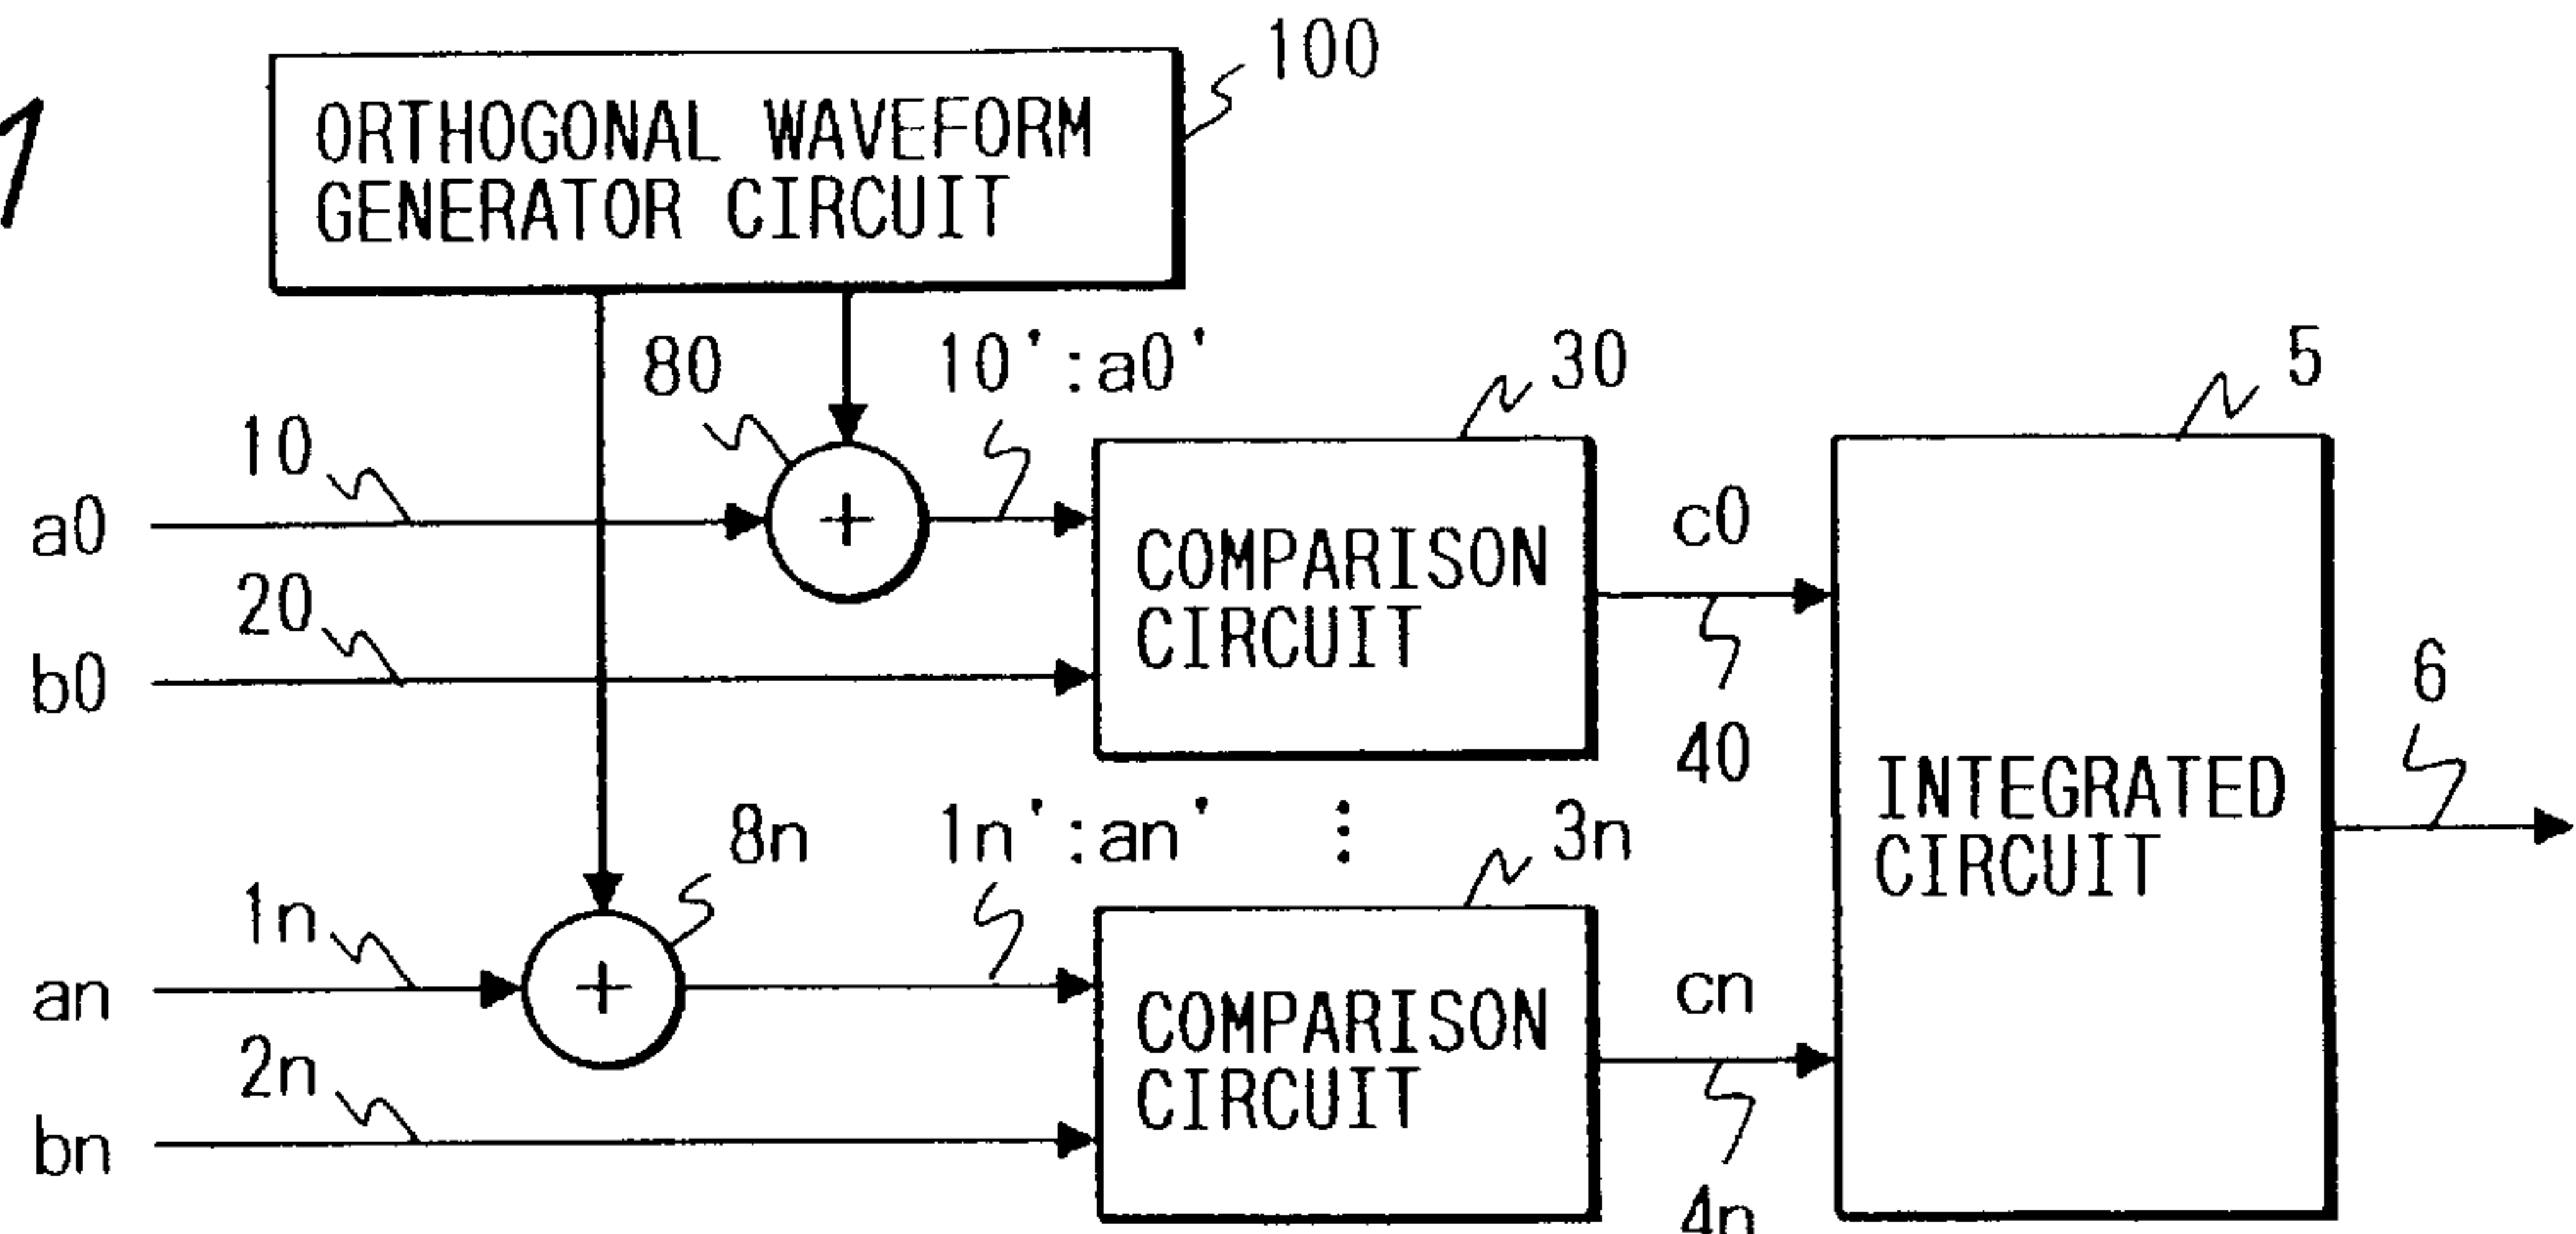 1
100
ORTHOGONAL WAVEFORM
GENERATOR CIRCUIT
80
10':a0'
30
5
10
a0
c0
COMPARISON
CIRCUIT
20
b0
40
6
INTEGRATED
CIRCUIT
8n
1n':an'
⋮
3n
1n
an
cn
COMPARISON
CIRCUIT
2n
bn
4n
+
+